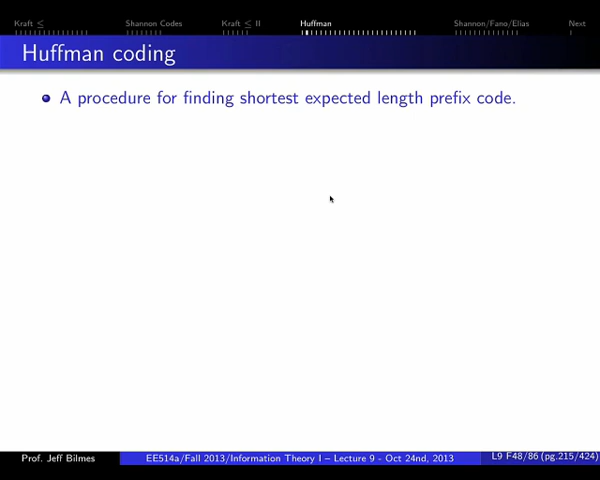 Kraft ≤ Shannon Codes Kraft ≤ II Huffman Shannon/Fano/Elias Next
Huffman coding
A procedure for finding shortest expected length prefix code.
Prof. Jeff Bilmes EE514a/Fall 2013/Information Theory I – Lecture 9 - Oct 24nd, 2013 L9 F48/86 (pg.215/424)